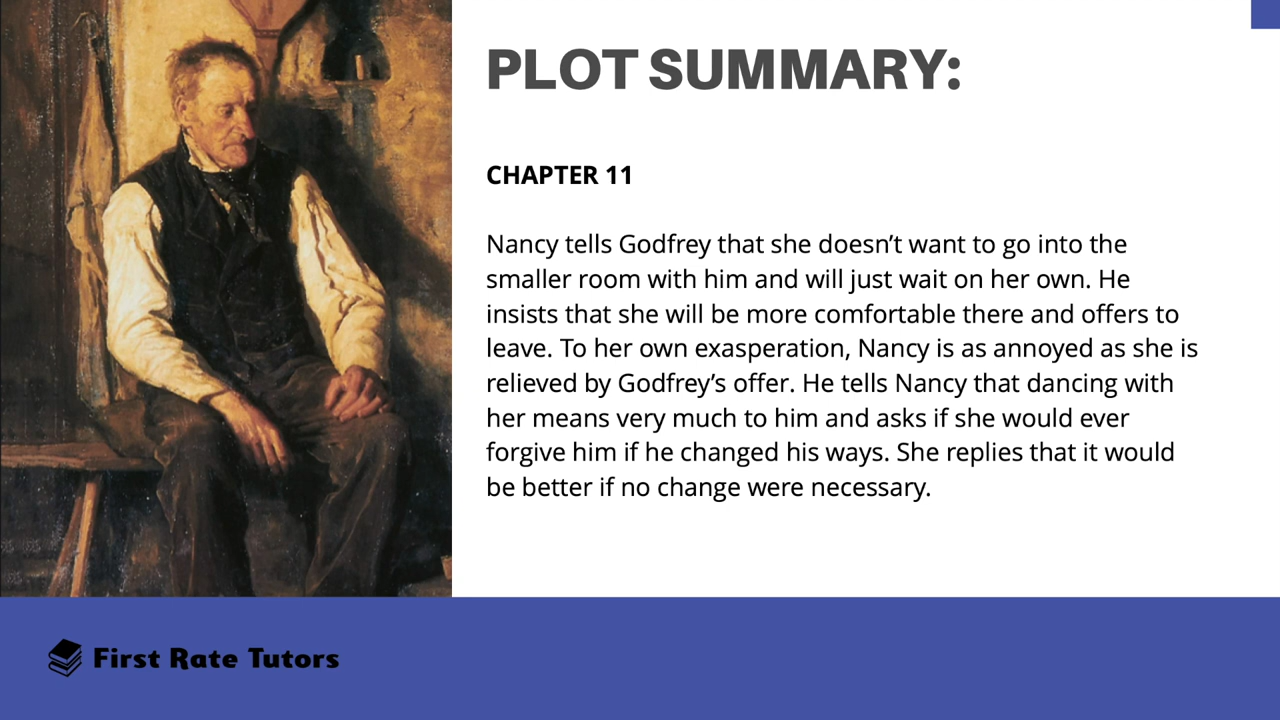 PLOT SUMMARY:
CHAPTER 11
Nancy tells Godfrey that she doesn’t want to go into the
smaller room with him and will just wait on her own. He
insists that she will be more comfortable there and offers to
leave. To her own exasperation, Nancy is as annoyed as she is
relieved by Godfrey’s offer. He tells Nancy that dancing with
her means very much to him and asks if she would ever
forgive him if he changed his ways. She replies that it would
be better if no change were necessary.
First Rate Tutors